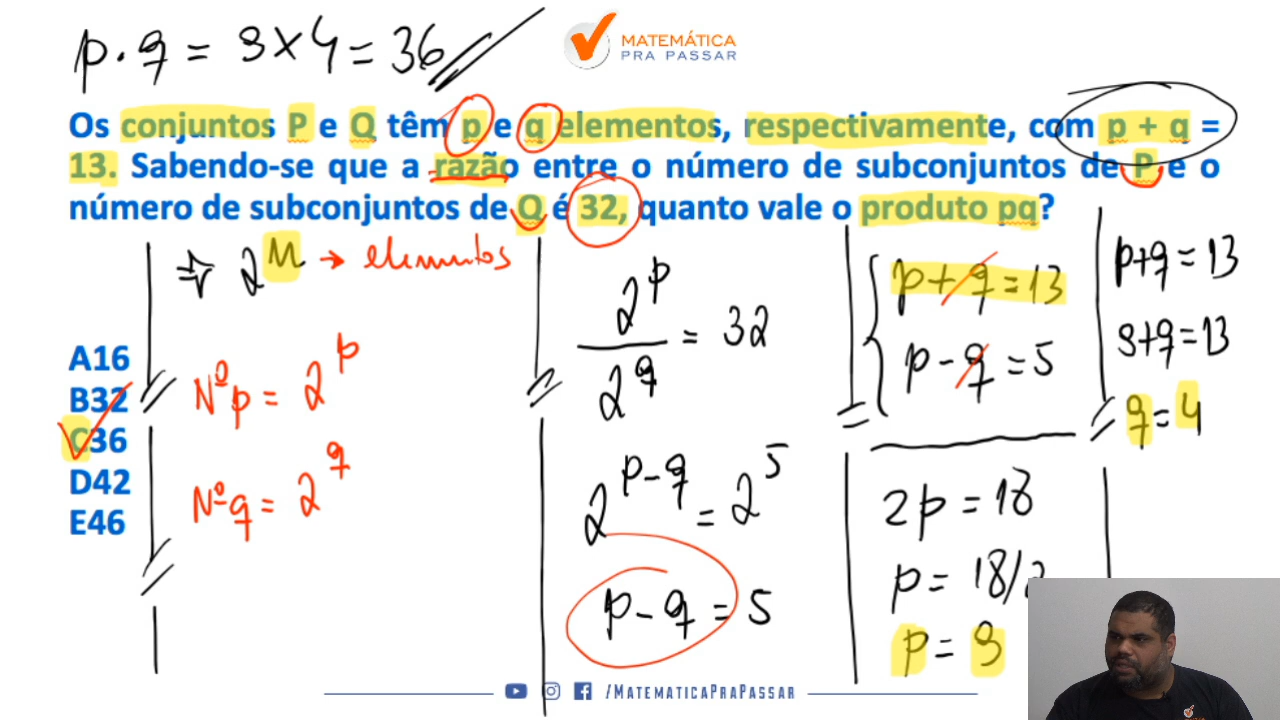 p.q = 9×4 = 36
MATEMÁTICA
PRA PASSAR
Os conjuntos P e Q têm p e q elementos, respectivamente, com p + q =
13. Sabendo-se que a razão entre o número de subconjuntos de P e o
número de subconjuntos de Q é 32, quanto vale o produto pq?
A16
B32
C36
D42
E46
⇒ 2^M → elementos
Nº p = 2^p
Nº q = 2^q
2^p
/ 2^q = 32
2^(p-q) = 2^5
p-q = 5
p+q = 13
p-q = 5
2p = 18
p = 18/2
p = 9
p+q = 13
9+q = 13
q = 4
/MATEMATICAPRAPASSAR